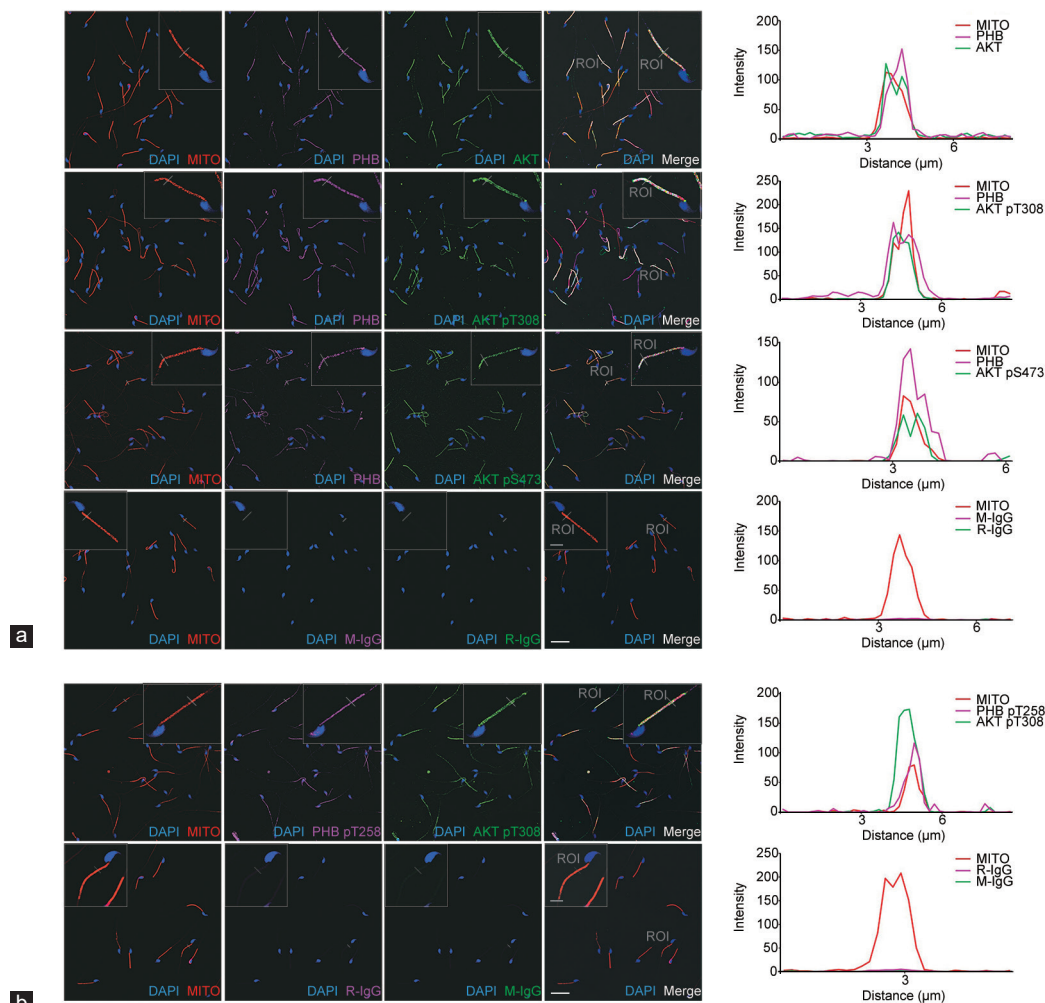 ROI ROI
DAPI MITO DAPI PHB DAPI AKT DAPI Merge
200
150
100
50
0
Intensity
3 6
Distance (µm)
MITO
PHB
AKT
ROI
ROI
DAPI MITO DAPI PHB DAPI AKT pT308 DAPI Merge
250
200
150
100
50
0
Intensity
3 6
Distance (µm)
MITO
PHB
AKT pT308
ROI
ROI
DAPI MITO DAPI PHB DAPI AKT pS473 DAPI Merge
150
100
50
0
Intensity
3 6
Distance (µm)
MITO
PHB
AKT pS473
ROI ROI
DAPI MITO DAPI M-IgG DAPI R-IgG DAPI Merge
200
150
100
50
0
Intensity
3 6
Distance (µm)
MITO
M-IgG
R-IgG
a
ROI ROI
DAPI MITO DAPI PHB pT258 DAPI AKT pT308 DAPI Merge
200
150
100
50
0
Intensity
3 6
Distance (µm)
MITO
PHB pT258
AKT pT308
ROI
ROI
DAPI MITO DAPI R-IgG DAPI M-IgG DAPI Merge
250
200
150
100
50
0
Intensity
3
Distance (µm)
MITO
R-IgG
M-IgG
b